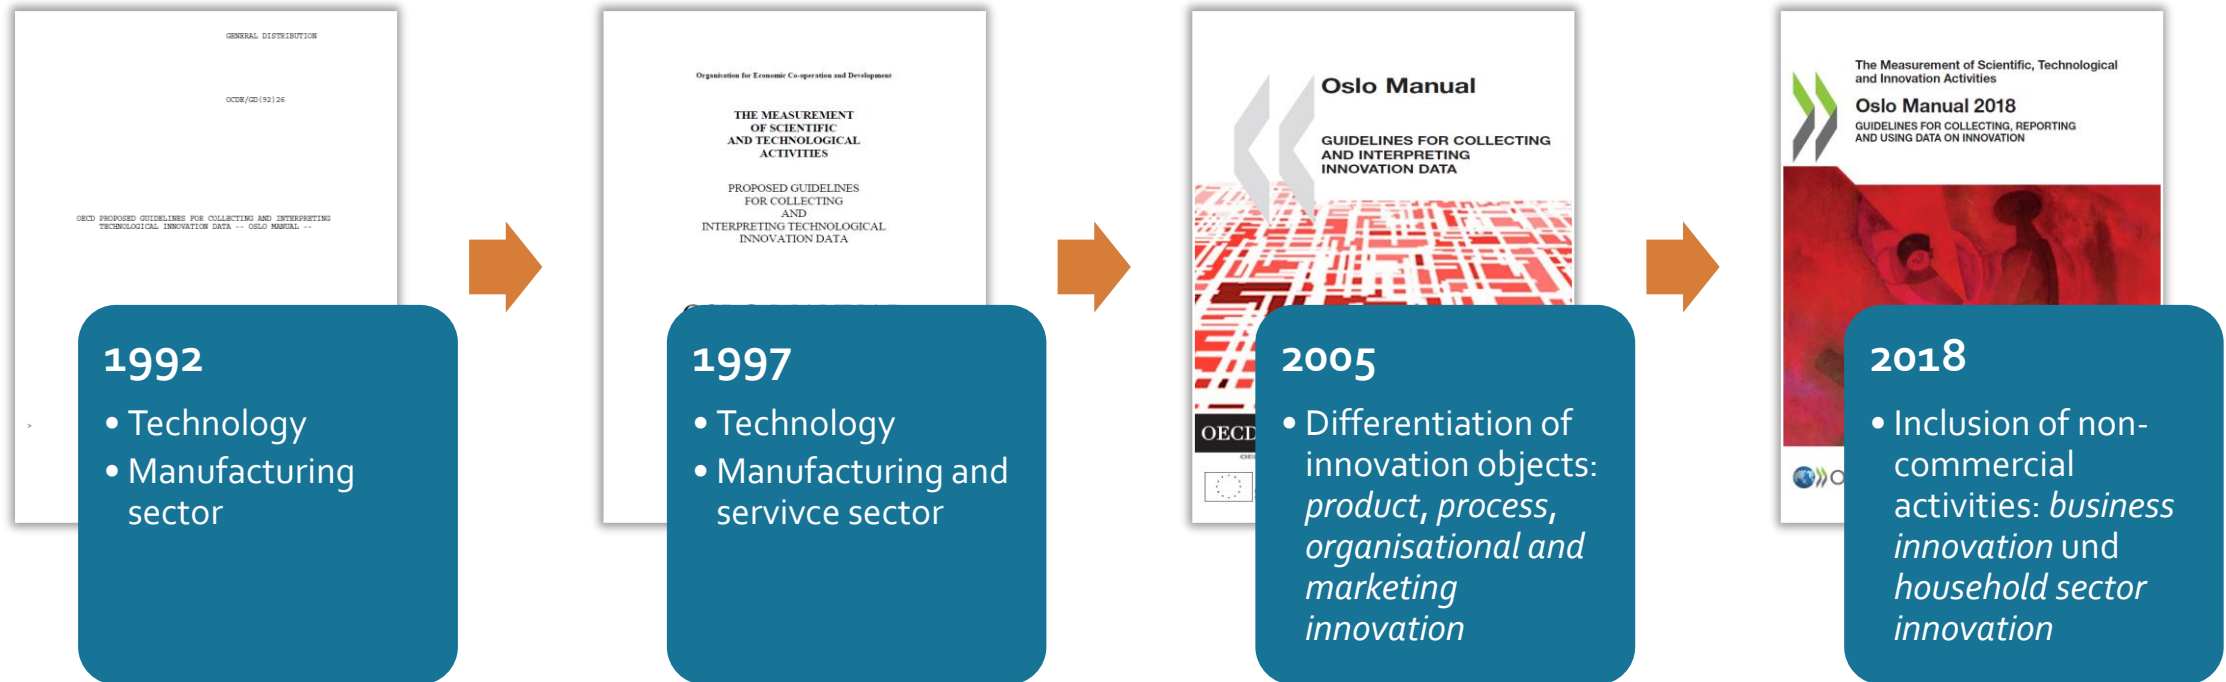 GENERAL DISTRIBUTION
OCDE/GD(92)26
OECD PROPOSED GUIDELINES FOR COLLECTING AND INTERPRETING
TECHNOLOGICAL INNOVATION DATA -- OSLO MANUAL --
>
1992
• Technology
• Manufacturing
sector
Organisation for Economic Co-operation and Development
THE MEASUREMENT
OF SCIENTIFIC
AND TECHNOLOGICAL
ACTIVITIES
PROPOSED GUIDELINES
FOR COLLECTING
AND
INTERPRETING TECHNOLOGICAL
INNOVATION DATA
1997
• Technology
• Manufacturing and
servivce sector
Oslo Manual
GUIDELINES FOR COLLECTING
AND INTERPRETING
INNOVATION DATA
OECD
2005
• Differentiation of
innovation objects:
product, process,
organisational and
marketing
innovation
The Measurement of Scientific, Technological
and Innovation Activities
Oslo Manual 2018
GUIDELINES FOR COLLECTING, REPORTING
AND USING DATA ON INNOVATION
2018
• Inclusion of non-
commercial
activities: business
innovation und
household sector
innovation